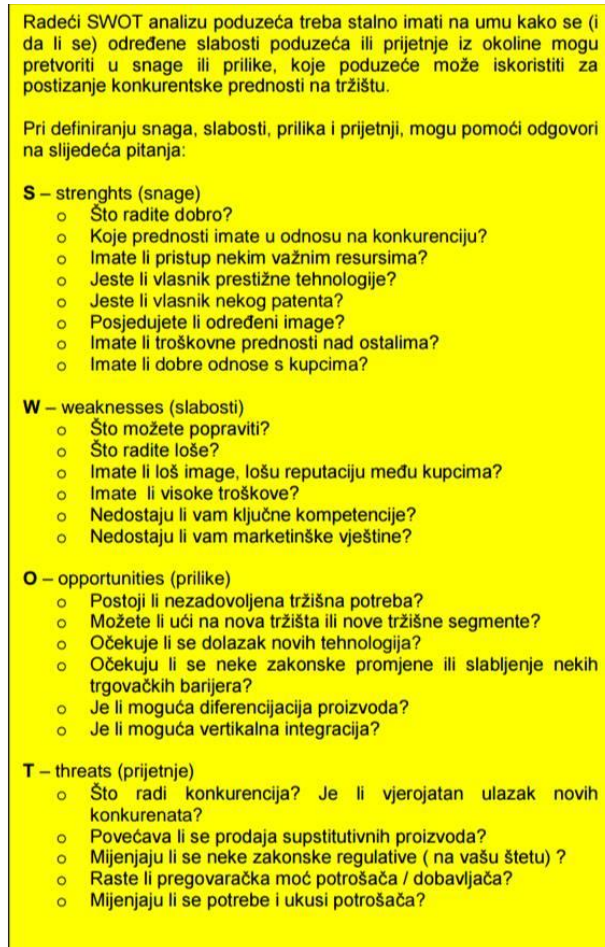 Radeći SWOT analizu poduzeća treba stalno imati na umu kako se (i
da li se) određene slabosti poduzeća ili prijetnje iz okoline mogu
pretvoriti u snage ili prilike, koje poduzeće može iskoristiti za
postizanje konkurentske prednosti na tržištu.
Pri definiranju snaga, slabosti, prilika i prijetnji, mogu pomoći odgovori
na slijedeća pitanja:
S – strenghts (snage)
o Što radite dobro?
o Koje prednosti imate u odnosu na konkurenciju?
o Imate li pristup nekim važnim resursima?
o Jeste li vlasnik prestižne tehnologije?
o Jeste li vlasnik nekog patenta?
o Posjedujete li određeni image?
o Imate li troškovne prednosti nad ostalima?
o Imate li dobre odnose s kupcima?
W – weaknesses (slabosti)
o Što možete popraviti?
o Što radite loše?
o Imate li loš image, lošu reputaciju među kupcima?
o Imate li visoke troškove?
o Nedostaju li vam ključne kompetencije?
o Nedostaju li vam marketinške vještine?
O – opportunities (prilike)
o Postoji li nezadovoljena tržišna potreba?
o Možete li ući na nova tržišta ili nove tržišne segmente?
o Očekuje li se dolazak novih tehnologija?
o Očekuju li se neke zakonske promjene ili slabljenje nekih
trgovačkih barijera?
o Je li moguća diferencijacija proizvoda?
o Je li moguća vertikalna integracija?
T – threats (prijetnje)
o Što radi konkurencija? Je li vjerojatan ulazak novih
konkurenata?
o Povećava li se prodaja supstitutivnih proizvoda?
o Mijenjaju li se neke zakonske regulative ( na vašu štetu) ?
o Raste li pregovaračka moć potrošača / dobavljača?
o Mijenjaju li se potrebe i ukusi potrošača?